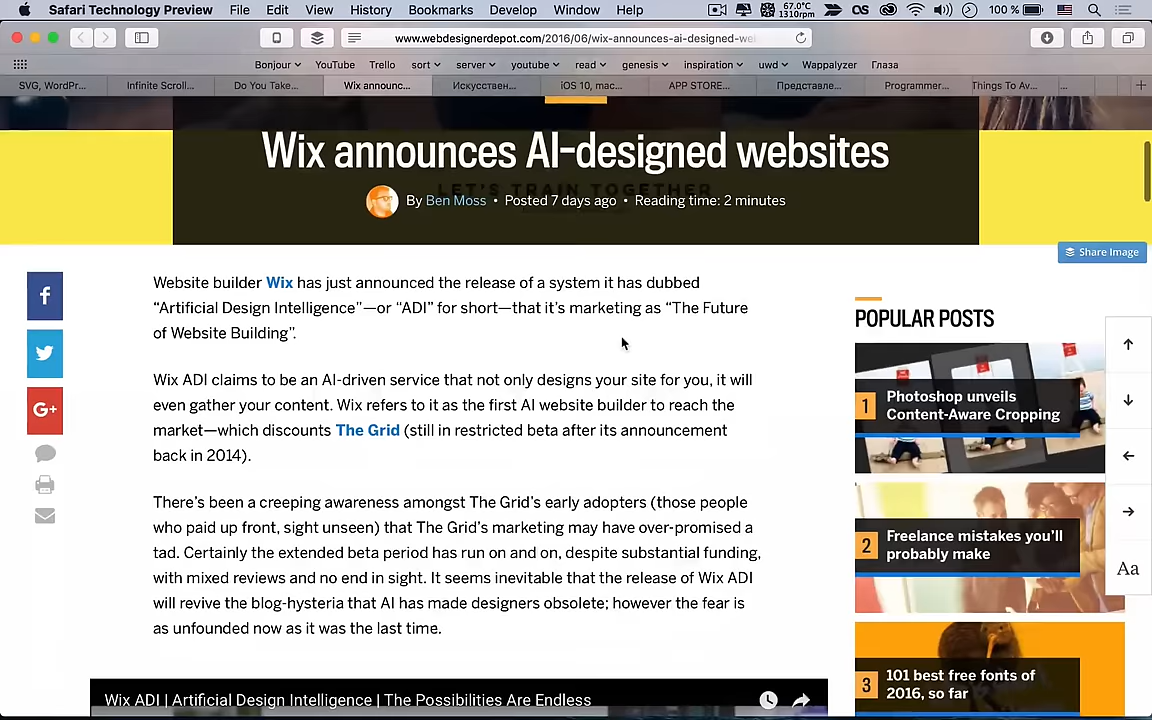 Safari Technology Preview File Edit View History Bookmarks Develop Window Help 67.0°C 1310rpm OS 100 %
www.webdesignerdepot.com/2016/06/wix-announces-ai-designed-we
Bonjour YouTube Trello sort server youtube read genesis inspiration uwd Wappalyzer Глаза
SVG, WordPr... Infinite Scroll... Do You Take... Wix announc... Искусствен... iOS 10, mac... APP STORE... Представле... Programmer... Things To Av... ...
Wix announces AI-designed websites
LET'S TRAIN TOGETHER
By Ben Moss • Posted 7 days ago • Reading time: 2 minutes
Share Image
Website builder Wix has just announced the release of a system it has dubbed
“Artificial Design Intelligence”—or “ADI” for short—that it’s marketing as “The Future
of Website Building”.
Wix ADI claims to be an AI-driven service that not only designs your site for you, it will
even gather your content. Wix refers to it as the first AI website builder to reach the
market—which discounts The Grid (still in restricted beta after its announcement
back in 2014).
There’s been a creeping awareness amongst The Grid’s early adopters (those people
who paid up front, sight unseen) that The Grid’s marketing may have over-promised a
tad. Certainly the extended beta period has run on and on, despite substantial funding,
with mixed reviews and no end in sight. It seems inevitable that the release of Wix ADI
will revive the blog-hysteria that AI has made designers obsolete; however the fear is
as unfounded now as it was the last time.
Wix ADI | Artificial Design Intelligence | The Possibilities Are Endless
f
G+
POPULAR POSTS
1 Photoshop unveils
Content-Aware Cropping
2 Freelance mistakes you’ll
probably make
3 101 best free fonts of
2016, so far
Aa